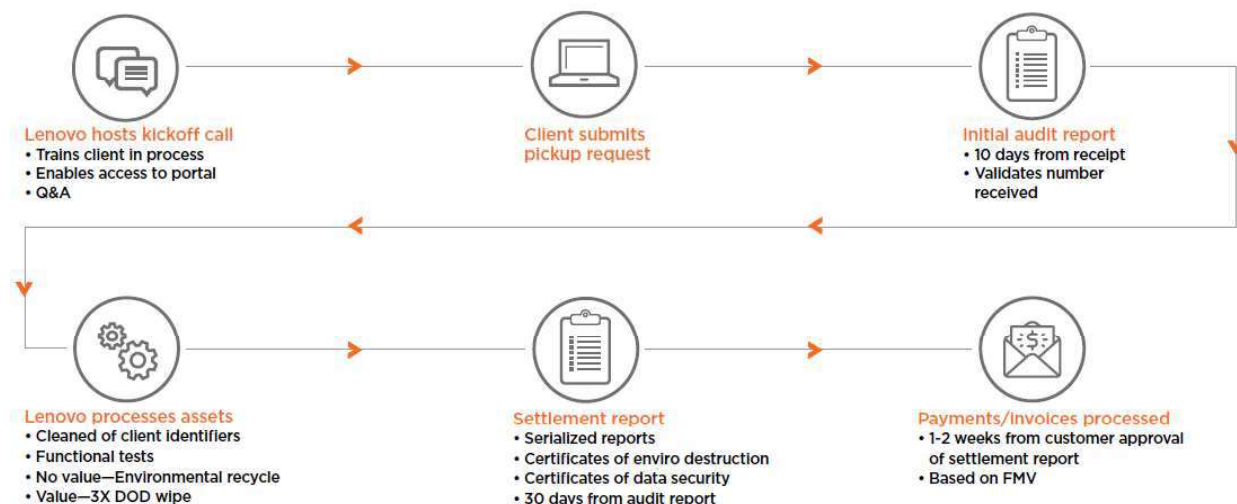 Lenovo hosts kickoff call
• Trains client in process
• Enables access to portal
• Q&A
Client submits
pickup request
Initial audit report
• 10 days from receipt
• Validates number
received
Lenovo processes assets
• Cleaned of client identifiers
• Functional tests
• No value—Environmental recycle
• Value—3X DOD wipe
Settlement report
• Serialized reports
• Certificates of enviro destruction
• Certificates of data security
• 30 days from audit report
$
Payments/Invoices processed
• 1-2 weeks from customer approval
of settlement report
• Based on FMV